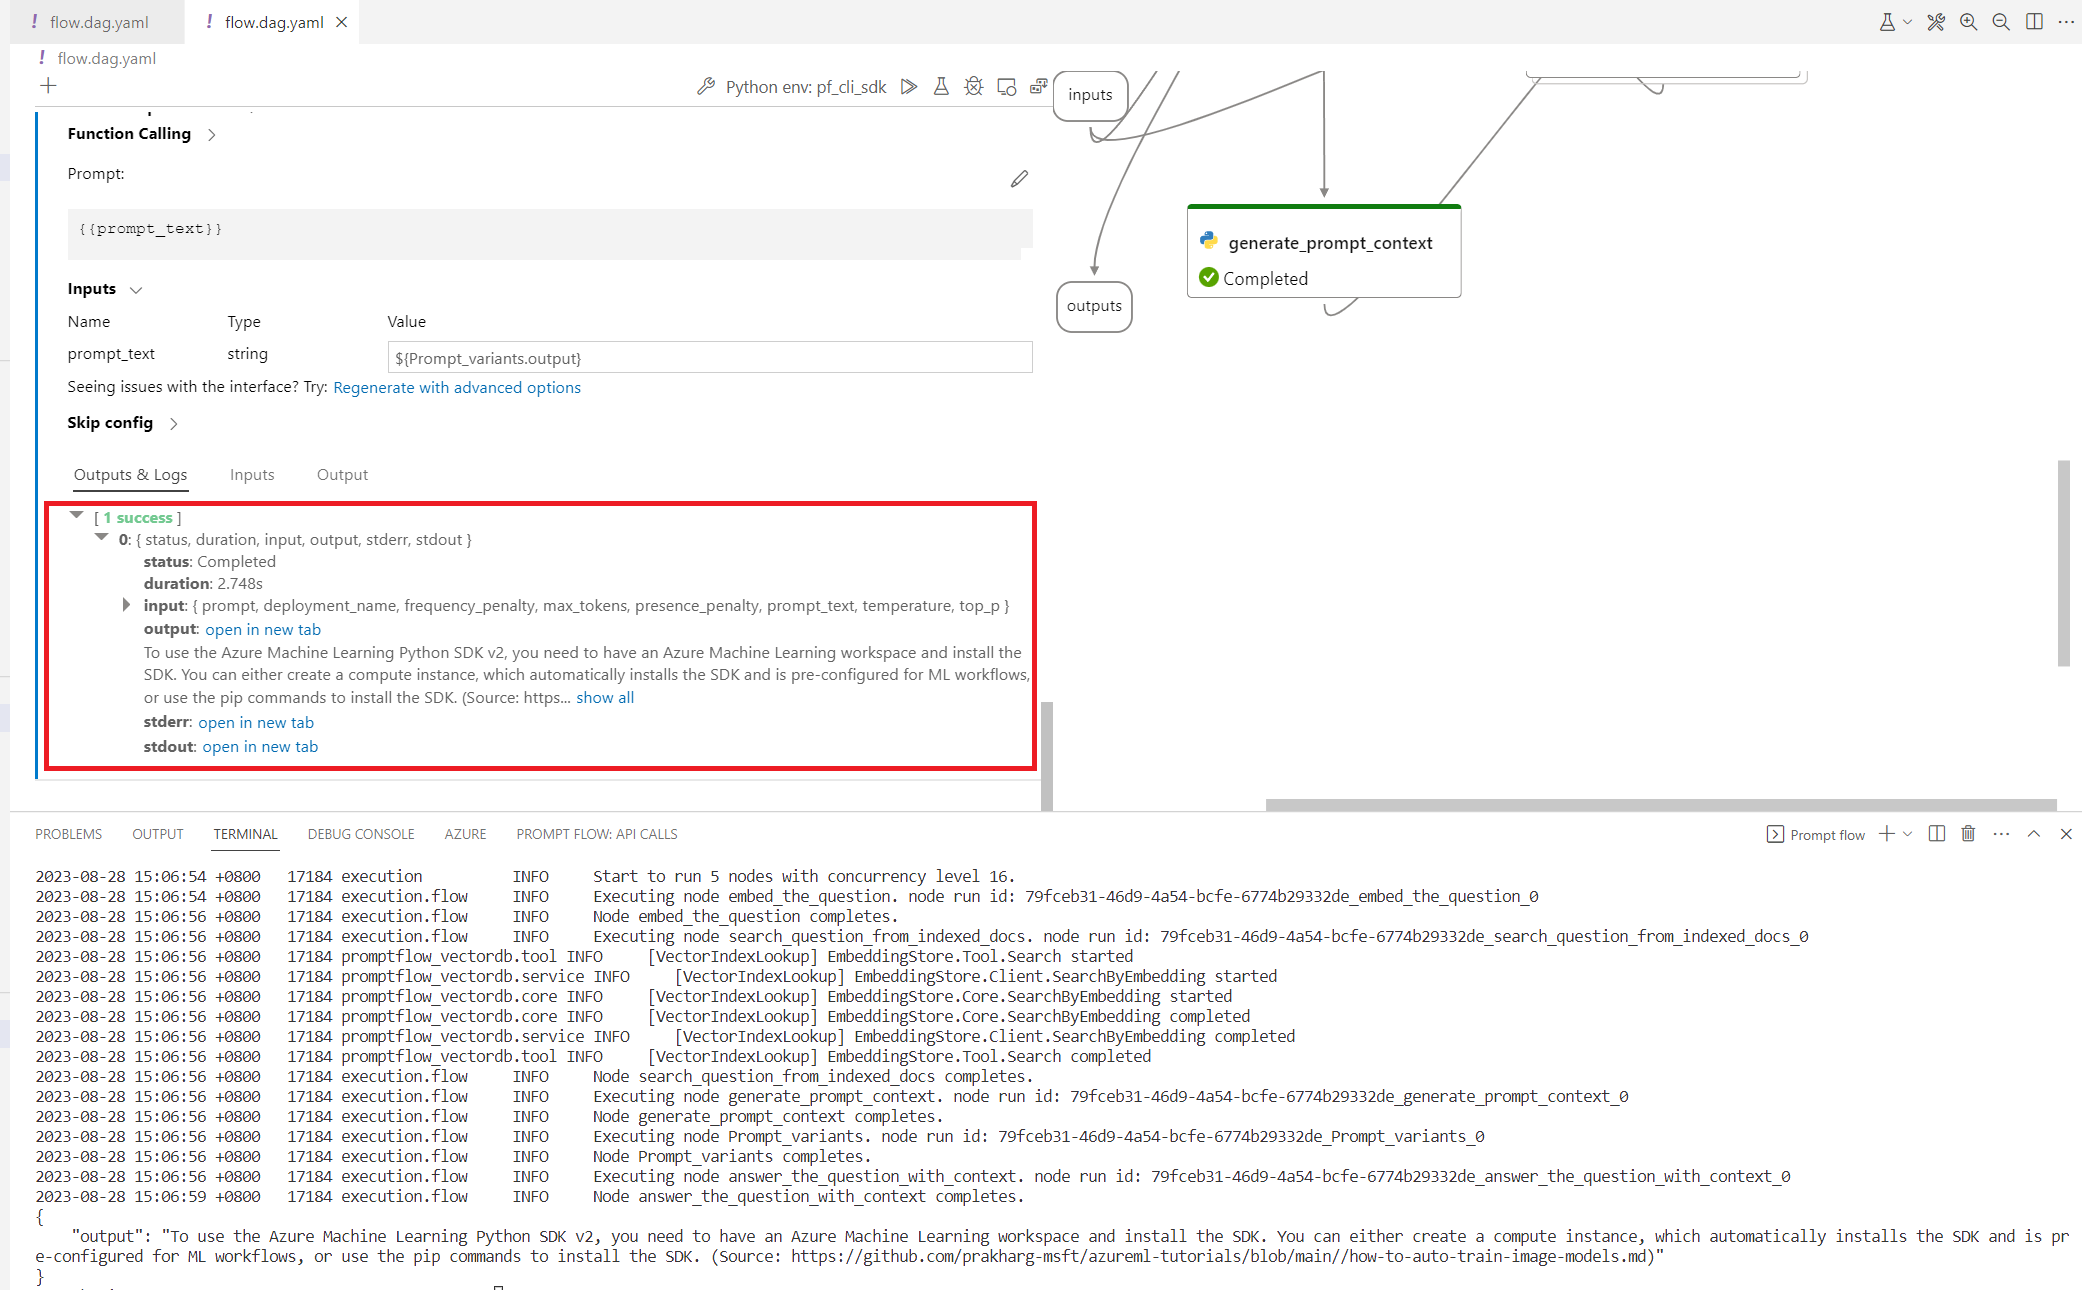 ! flow.dag.yaml
! flow.dag.yaml
! flow.dag.yaml
Python env: pf_cli_sdk
Function Calling
Prompt:
{{prompt_text}}
Inputs
Name Type Value
prompt_text string ${Prompt_variants.output}
Seeing issues with the interface? Try: Regenerate with advanced options
Skip config
Outputs & Logs Inputs Output
[ 1 success ]
0: { status, duration, input, output, stderr, stdout }
status: Completed
duration: 2.748s
input: { prompt, deployment_name, frequency_penalty, max_tokens, presence_penalty, prompt_text, temperature, top_p }
output: open in new tab
To use the Azure Machine Learning Python SDK v2, you need to have an Azure Machine Learning workspace and install the
SDK. You can either create a compute instance, which automatically installs the SDK and is pre-configured for ML workflows,
or use the pip commands to install the SDK. (Source: https... show all
stderr: open in new tab
stdout: open in new tab
inputs
generate_prompt_context
Completed
outputs
PROBLEMS OUTPUT TERMINAL DEBUG CONSOLE AZURE PROMPT FLOW: API CALLS
Prompt flow
2023-08-28 15:06:54 +0800 17184 execution INFO Start to run 5 nodes with concurrency level 16.
2023-08-28 15:06:54 +0800 17184 execution.flow INFO Executing node embed_the_question. node run id: 79fceb31-46d9-4a54-bcfe-6774b29332de_embed_the_question_0
2023-08-28 15:06:56 +0800 17184 execution.flow INFO Node embed_the_question completes.
2023-08-28 15:06:56 +0800 17184 execution.flow INFO Executing node search_question_from_indexed_docs. node run id: 79fceb31-46d9-4a54-bcfe-6774b29332de_search_question_from_indexed_docs_0
2023-08-28 15:06:56 +0800 17184 promptflow_vectordb.tool INFO [VectorIndexLookup] EmbeddingStore.Tool.Search started
2023-08-28 15:06:56 +0800 17184 promptflow_vectordb.service INFO [VectorIndexLookup] EmbeddingStore.Client.SearchByEmbedding started
2023-08-28 15:06:56 +0800 17184 promptflow_vectordb.core INFO [VectorIndexLookup] EmbeddingStore.Core.SearchByEmbedding started
2023-08-28 15:06:56 +0800 17184 promptflow_vectordb.core INFO [VectorIndexLookup] EmbeddingStore.Core.SearchByEmbedding completed
2023-08-28 15:06:56 +0800 17184 promptflow_vectordb.service INFO [VectorIndexLookup] EmbeddingStore.Client.SearchByEmbedding completed
2023-08-28 15:06:56 +0800 17184 promptflow_vectordb.tool INFO [VectorIndexLookup] EmbeddingStore.Tool.Search completed
2023-08-28 15:06:56 +0800 17184 execution.flow INFO Node search_question_from_indexed_docs completes.
2023-08-28 15:06:56 +0800 17184 execution.flow INFO Executing node generate_prompt_context. node run id: 79fceb31-46d9-4a54-bcfe-6774b29332de_generate_prompt_context_0
2023-08-28 15:06:56 +0800 17184 execution.flow INFO Node generate_prompt_context completes.
2023-08-28 15:06:56 +0800 17184 execution.flow INFO Executing node Prompt_variants. node run id: 79fceb31-46d9-4a54-bcfe-6774b29332de_Prompt_variants_0
2023-08-28 15:06:56 +0800 17184 execution.flow INFO Node Prompt_variants completes.
2023-08-28 15:06:56 +0800 17184 execution.flow INFO Executing node answer_the_question_with_context. node run id: 79fceb31-46d9-4a54-bcfe-6774b29332de_answer_the_question_with_context_0
2023-08-28 15:06:59 +0800 17184 execution.flow INFO Node answer_the_question_with_context completes.
{
"output": "To use the Azure Machine Learning Python SDK v2, you need to have an Azure Machine Learning workspace and install the SDK. You can either create a compute instance, which automatically installs the SDK and is pr
e-configured for ML workflows, or use the pip commands to install the SDK. (Source: https://github.com/prakharg-msft/azureml-tutorials/blob/main//how-to-auto-train-image-models.md)"
}